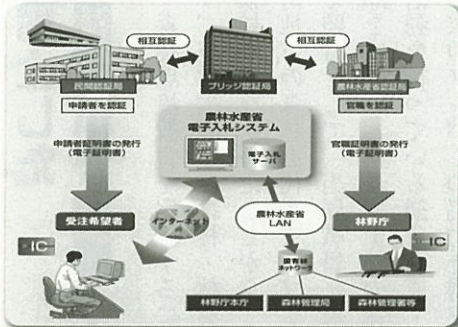 相互認証
相互認証
民間認証局
ブリッジ認証局
農林水産省認証局
申請者を認証
官職を認証
農林水産省
電子入札システム
電子入札
サーバ
申請者証明書の発行
(電子証明書)
官職証明書の発行
(電子証明書)
受注希望者
インターネット
農林水産省
LAN
林野庁
IC
IC
国有林
ネットワーク
林野庁本庁
森林管理局
森林管理署等